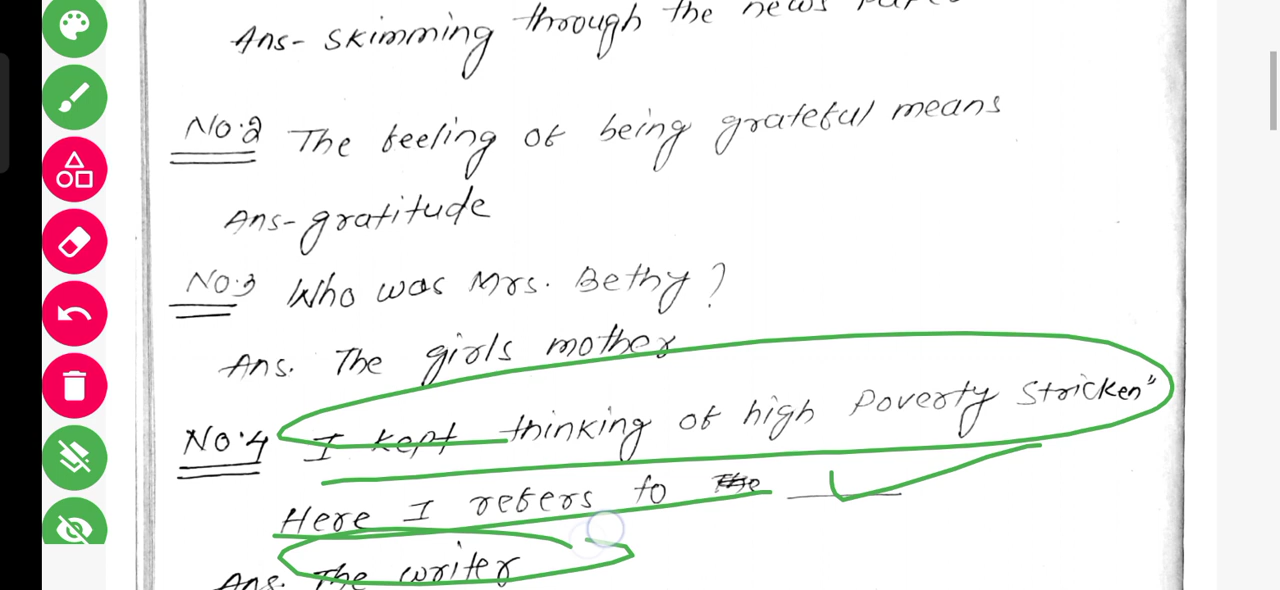 Ans- skimming through the news
No.2 The feeling of being grateful means
Ans- gratitude
No.3 Who was Mrs. Bethy?
Ans. The girls mother
No.4 I kept thinking of high Poverty Stricken"
Here I refers to the ____
Ans. The writer